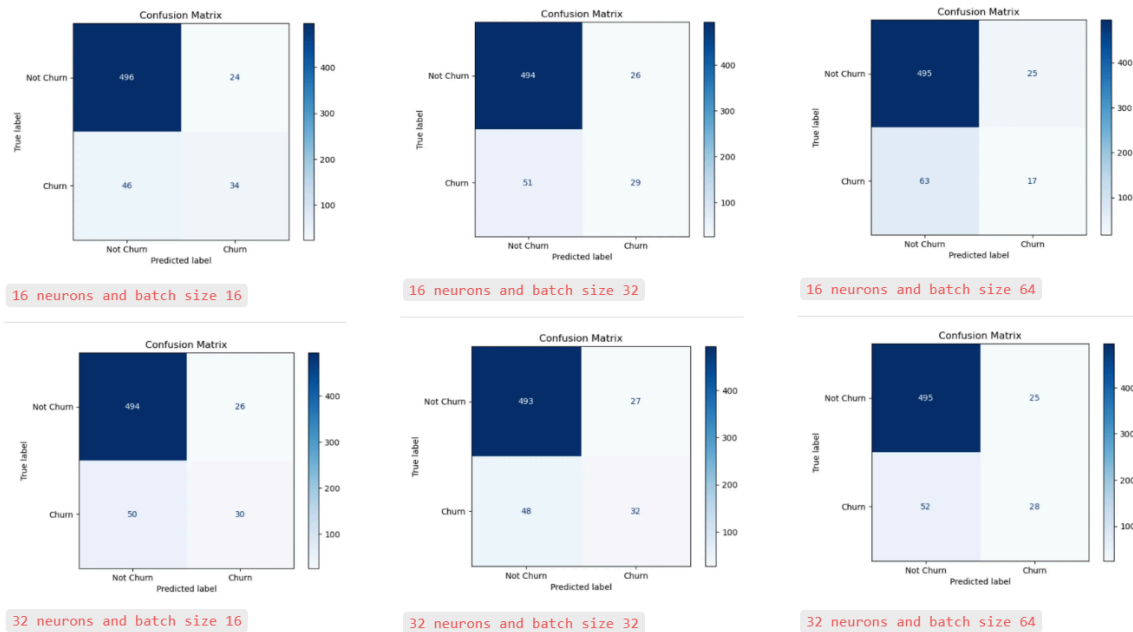 Confusion Matrix
Not Churn
496
24
Churn
46
34
True label
Not Churn
Churn
Predicted label
400
300
200
100
16 neurons and batch size 16
Confusion Matrix
Not Churn
494
26
Churn
51
29
True label
Not Churn
Churn
Predicted label
400
300
200
100
16 neurons and batch size 32
Confusion Matrix
Not Churn
495
25
Churn
63
17
True label
Not Churn
Churn
Predicted label
400
300
200
100
16 neurons and batch size 64
Confusion Matrix
Not Churn
494
26
Churn
50
30
True label
Not Churn
Churn
Predicted label
400
300
200
100
32 neurons and batch size 16
Confusion Matrix
Not Churn
493
27
Churn
48
32
True label
Not Churn
Churn
Predicted label
400
300
200
100
32 neurons and batch size 32
Confusion Matrix
Not Churn
495
25
Churn
52
28
True label
Not Churn
Churn
Predicted label
400
300
200
100
32 neurons and batch size 64